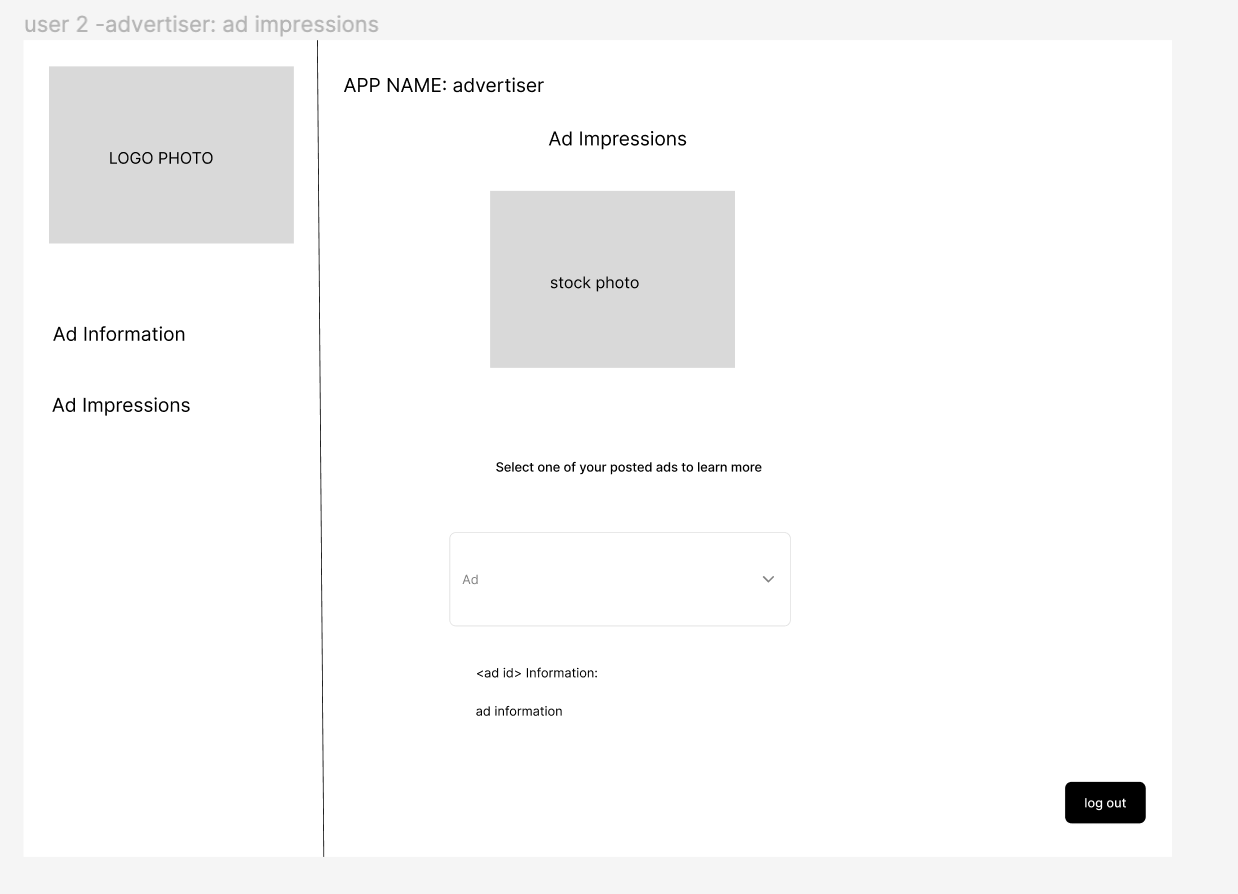 user 2 -advertiser: ad impressions
LOGO PHOTO
Ad Information
Ad Impressions
APP NAME: advertiser
Ad Impressions
stock photo
Select one of your posted ads to learn more
Ad
<ad id> Information:
ad information
log out